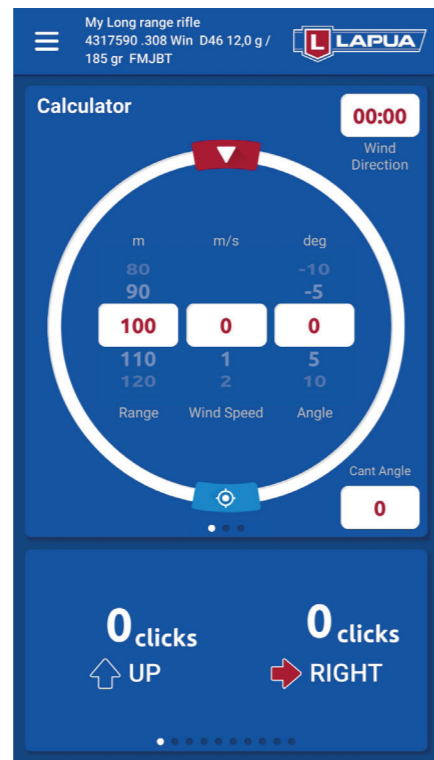 My Long range rifle
4317590 .308 Win D46 12,0 g /
185 gr FMJBT
L LAPUA
Calculator
00:00
Wind
Direction
m m/s deg
80 -10
90 -5
100 0 0
110 1 5
120 2 10
Range Wind Speed Angle
Cant Angle
0
0 clicks 0 clicks
UP RIGHT